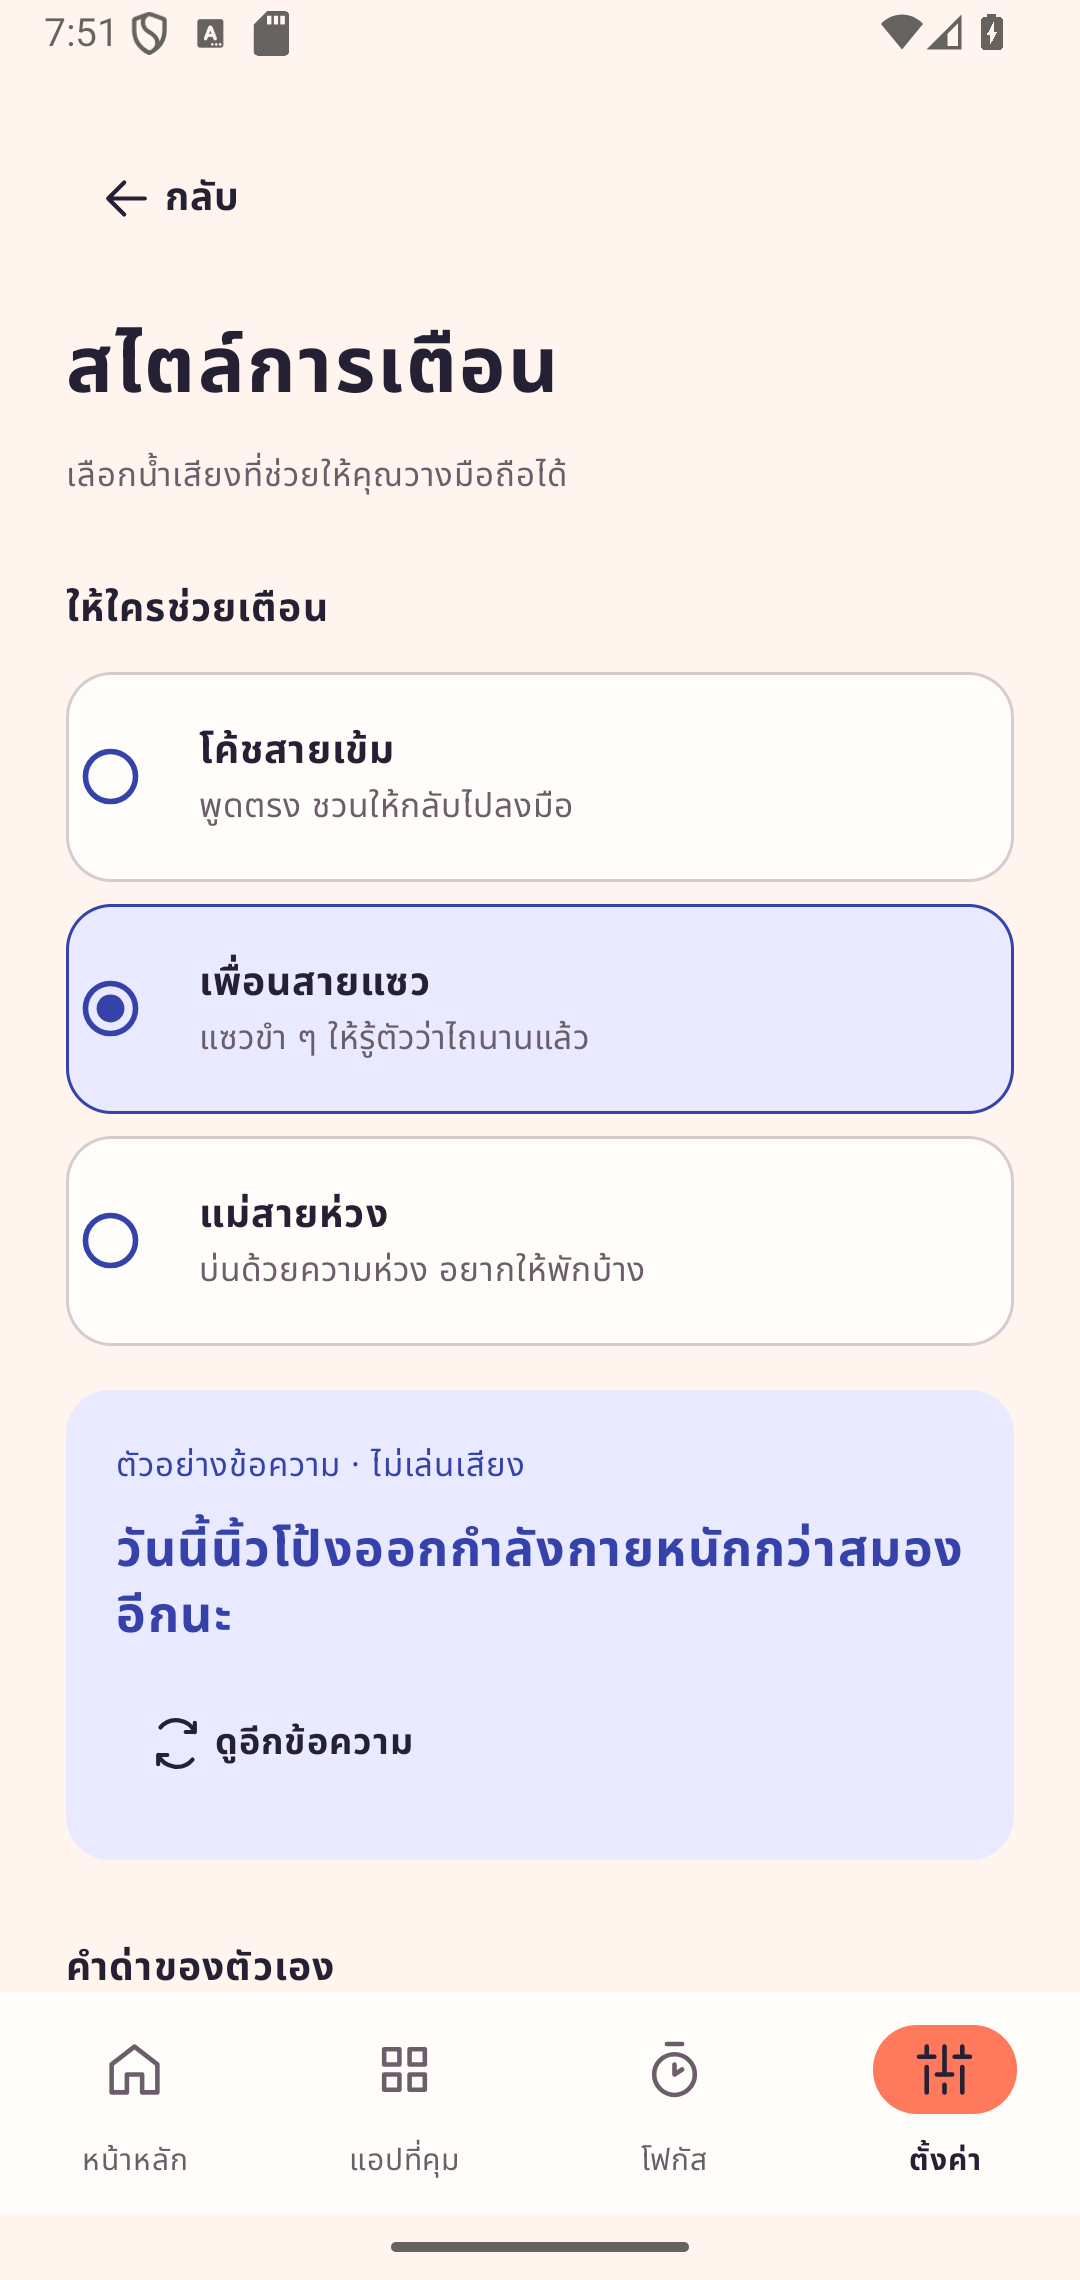 7:51
กลับ
สไตล์การเตือน
เลือกน้ำเสียงที่ช่วยให้คุณวางมือถือได้
ให้ใครช่วยเตือน
โค้ชสายเข้ม
พูดตรง ชวนให้กลับไปลงมือ
เพื่อนสายแซว
แซวขำ ๆ ให้รู้ตัวว่าไถนานแล้ว
แม่สายห่วง
บ่นด้วยความห่วง อยากให้พักบ้าง
ตัวอย่างข้อความ · ไม่เล่นเสียง
วันนี้นิ้วโป้งออกกำลังกายหนักกว่าสมอง
อีกนะ
ดูอีกข้อความ
คำด่าของตัวเอง
หน้าหลัก
แอปที่คุม
โฟกัส
ตั้งค่า